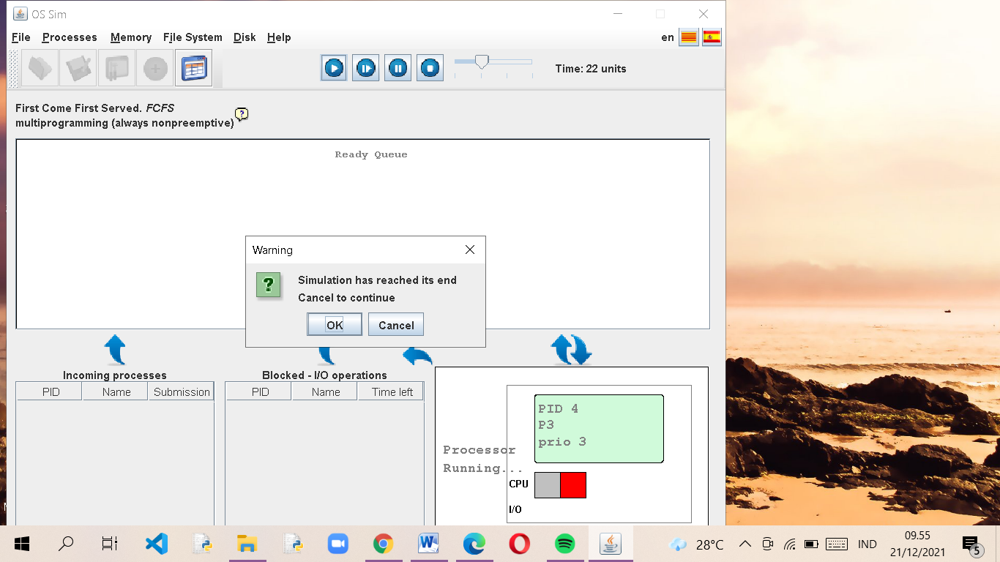 OS Sim
File Processes Memory File System Disk Help
en
Time: 22 units
First Come First Served. FCFS
multiprogramming (always nonpreemptive)
?
Ready Queue
Warning
?
Simulation has reached its end
Cancel to continue
OK Cancel
Incoming processes
PID Name Submission
Blocked - I/O operations
PID Name Time left
Processor
Running...
PID 4
P3
prio 3
CPU
I/O
28°C
IND
09.55
21/12/2021
5